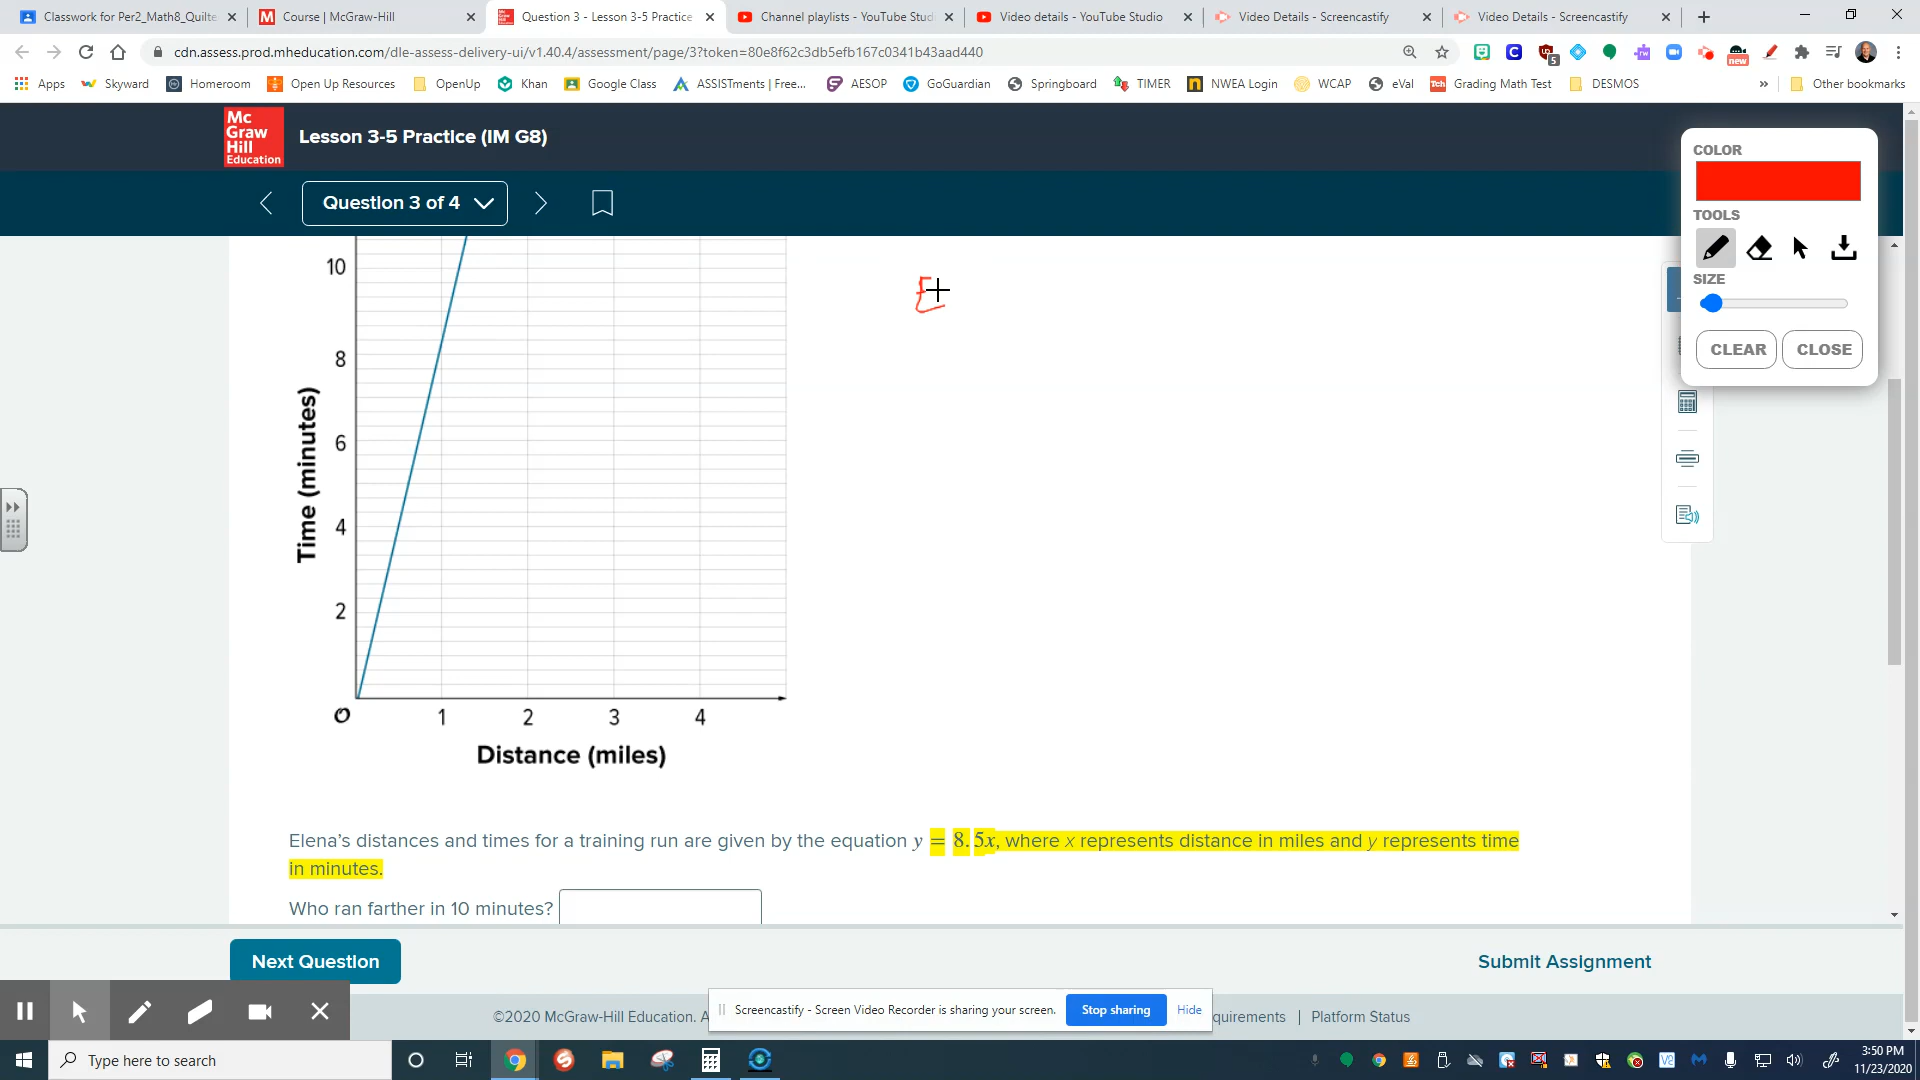 Classwork for Per2_Math8_Quilte
Course | McGraw-Hill
Question 3 - Lesson 3-5 Practice
Channel playlists - YouTube Stud
Video details - YouTube Studio
Video Details - Screencastify
Video Details - Screencastify
cdn.assess.prod.mheducation.com/dle-assess-delivery-ui/v1.40.4/assessment/page/3?token=80e8f62c3db5efb167c0341b43aad440
5
new
Apps
Skyward
Homeroom
Open Up Resources
OpenUp
Khan
Google Class
ASSISTments | Free...
AESOP
GoGuardian
Springboard
TIMER
NWEA Login
WCAP
eVal
Grading Math Test
DESMOS
»
Other bookmarks
Mc
Graw
Hill
Education
Lesson 3-5 Practice (IM G8)
Question 3 of 4
COLOR
TOOLS
SIZE
CLEAR
CLOSE
E
10
8
6
4
2
Time (minutes)
O
1
2
3
4
Distance (miles)
Elena's distances and times for a training run are given by the equation y = 8.5x, where x represents distance in miles and y represents time
in minutes.
Who ran farther in 10 minutes?
Next Question
Submit Assignment
©2020 McGraw-Hill Education. A
Screencastify - Screen Video Recorder is sharing your screen.
Stop sharing
Hide
quirements | Platform Status
Type here to search
3:50 PM
11/23/2020